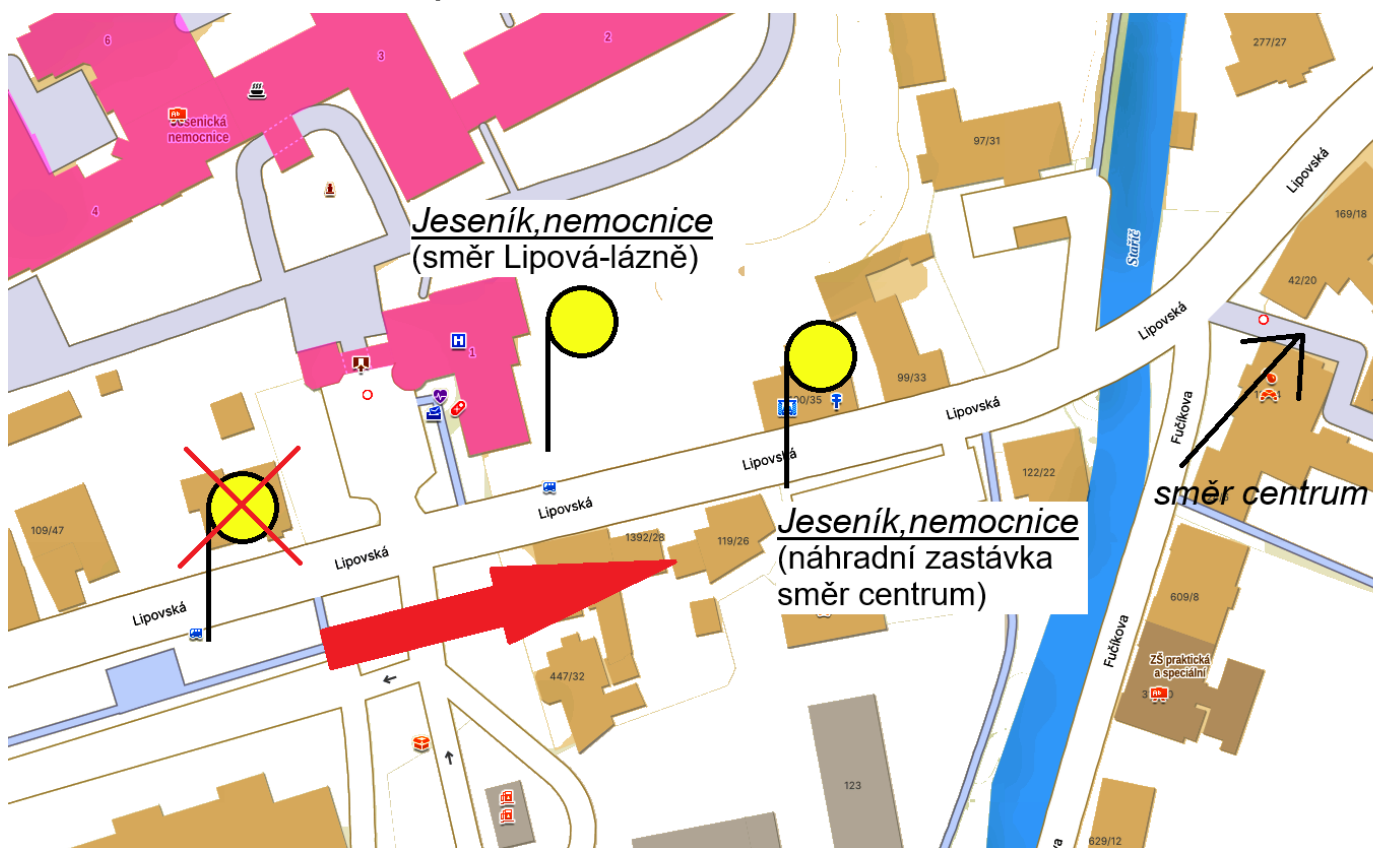 6
3
2
277/27
Jesenická
nemocnice
4
97/31
Lipovská
169/18
Staříč
42/20
Jeseník,nemocnice
(směr Lipová-lázně)
H
1
99/33
Lipovská
Lipovská
Fučíkova
směr centrum
122/22
Lipovská
Lipovská
109/47
1392/28
119/26
Jeseník,nemocnice
(náhradní zastávka
směr centrum)
Lipovská
Lipovská
609/8
Fučíkova
ZŠ praktická
a speciální
447/32
123
629/12